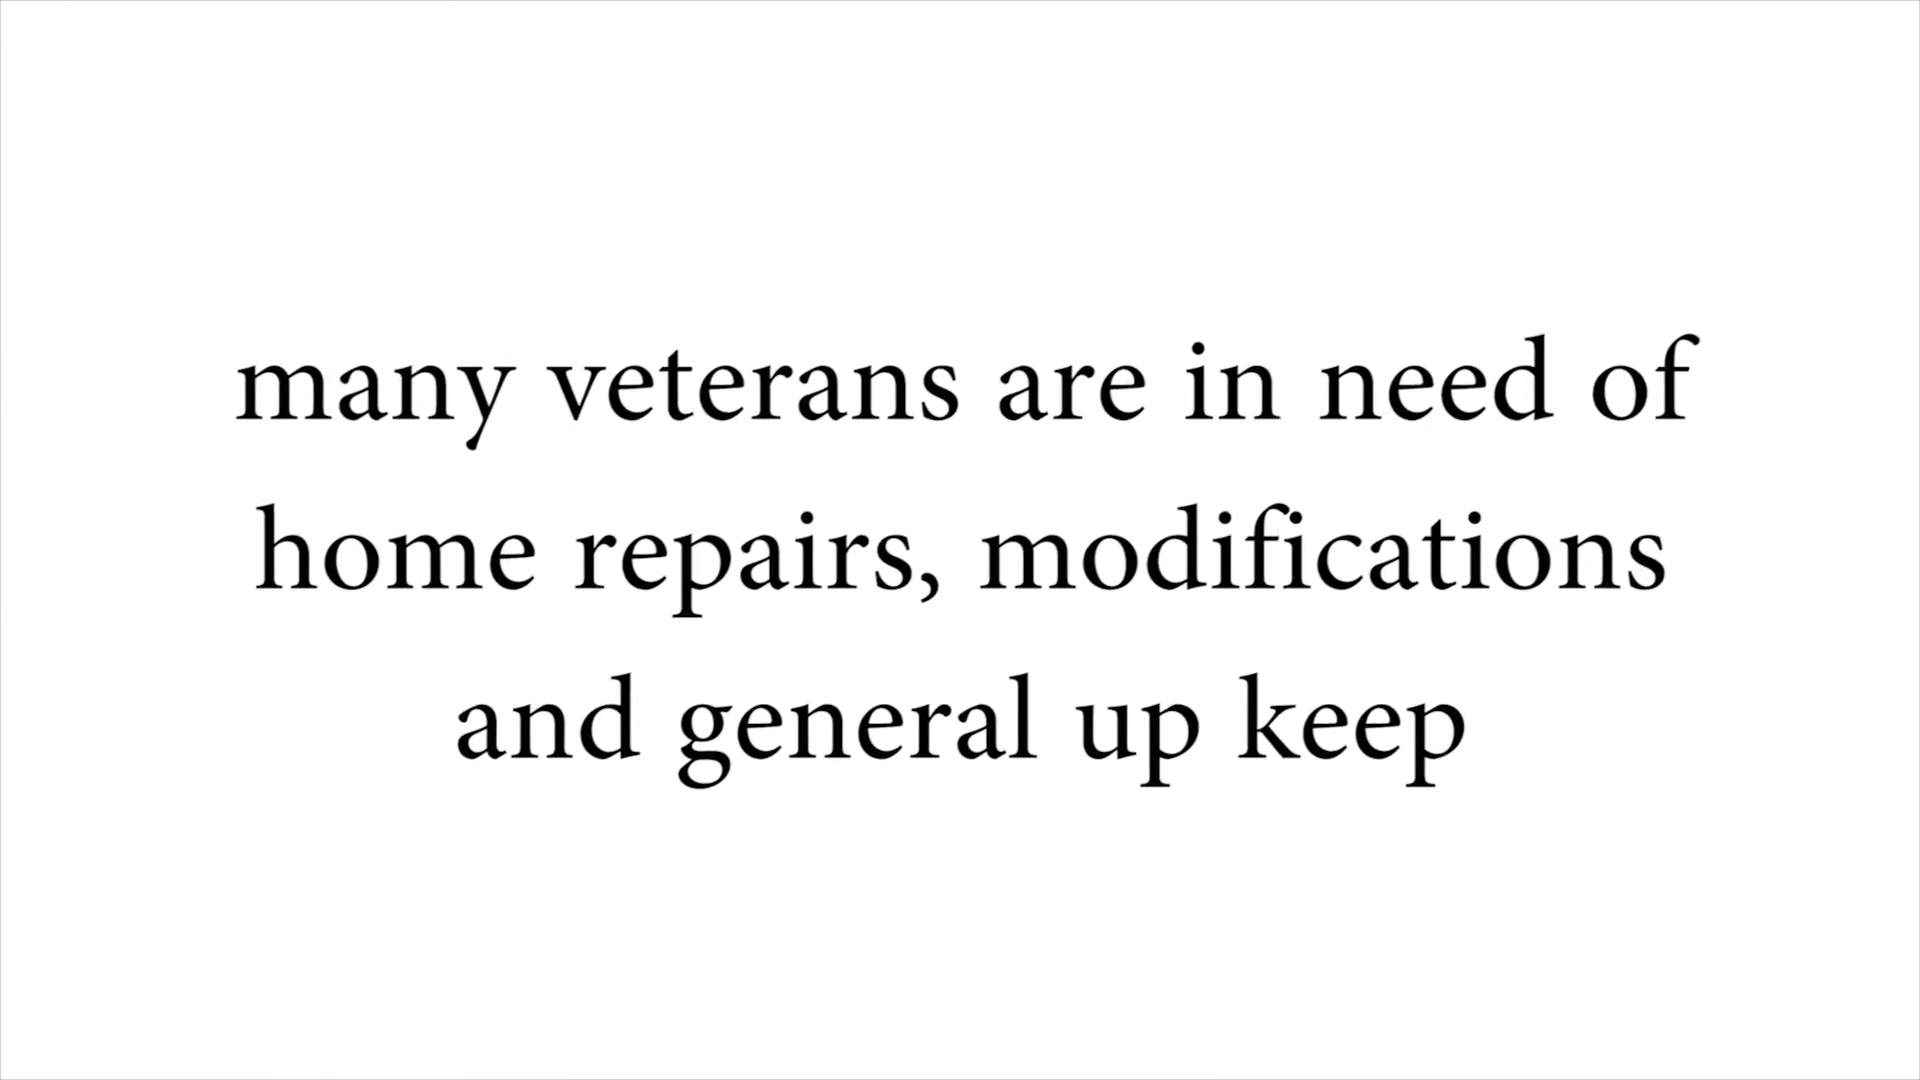 many veterans are in need of
home repairs, modifications
and general up keep